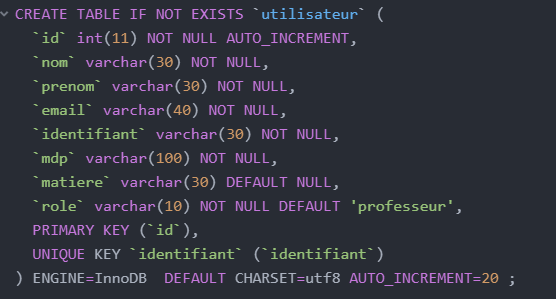 CREATE TABLE IF NOT EXISTS `utilisateur` (
`id` int(11) NOT NULL AUTO_INCREMENT,
`nom` varchar(30) NOT NULL,
`prenom` varchar(30) NOT NULL,
`email` varchar(40) NOT NULL,
`identifiant` varchar(30) NOT NULL,
`mdp` varchar(100) NOT NULL,
`matiere` varchar(30) DEFAULT NULL,
`role` varchar(10) NOT NULL DEFAULT 'professeur',
PRIMARY KEY (`id`),
UNIQUE KEY `identifiant` (`identifiant`)
) ENGINE=InnoDB  DEFAULT CHARSET=utf8 AUTO_INCREMENT=20 ;